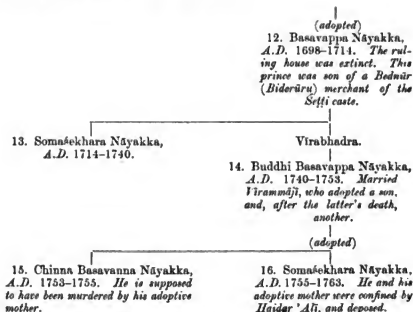 (adopted)
12. Basavappa Nāyakka,
A.D. 1698–1714. The rul-
ing house was extinct. This
prince was son of a Bednūr
(Biderūru) merchant of the
Seṭṭi caste.
13. Somaśekhara Nāyakka,
A.D. 1714–1740.
Vīrabhadra.
14. Buddhi Basavappa Nāyakka,
A.D. 1740–1753. Married
Vīrammājī, who adopted a son,
and, after the latter's death,
another.
(adopted)
15. Chinna Basavanna Nāyakka,
A.D. 1753–1755. He is supposed
to have been murdered by his adoptive
mother.
16. Somaśekhara Nāyakka,
A.D. 1755–1763. He and his
adoptive mother were confined by
Haidar 'Alī, and deposed.